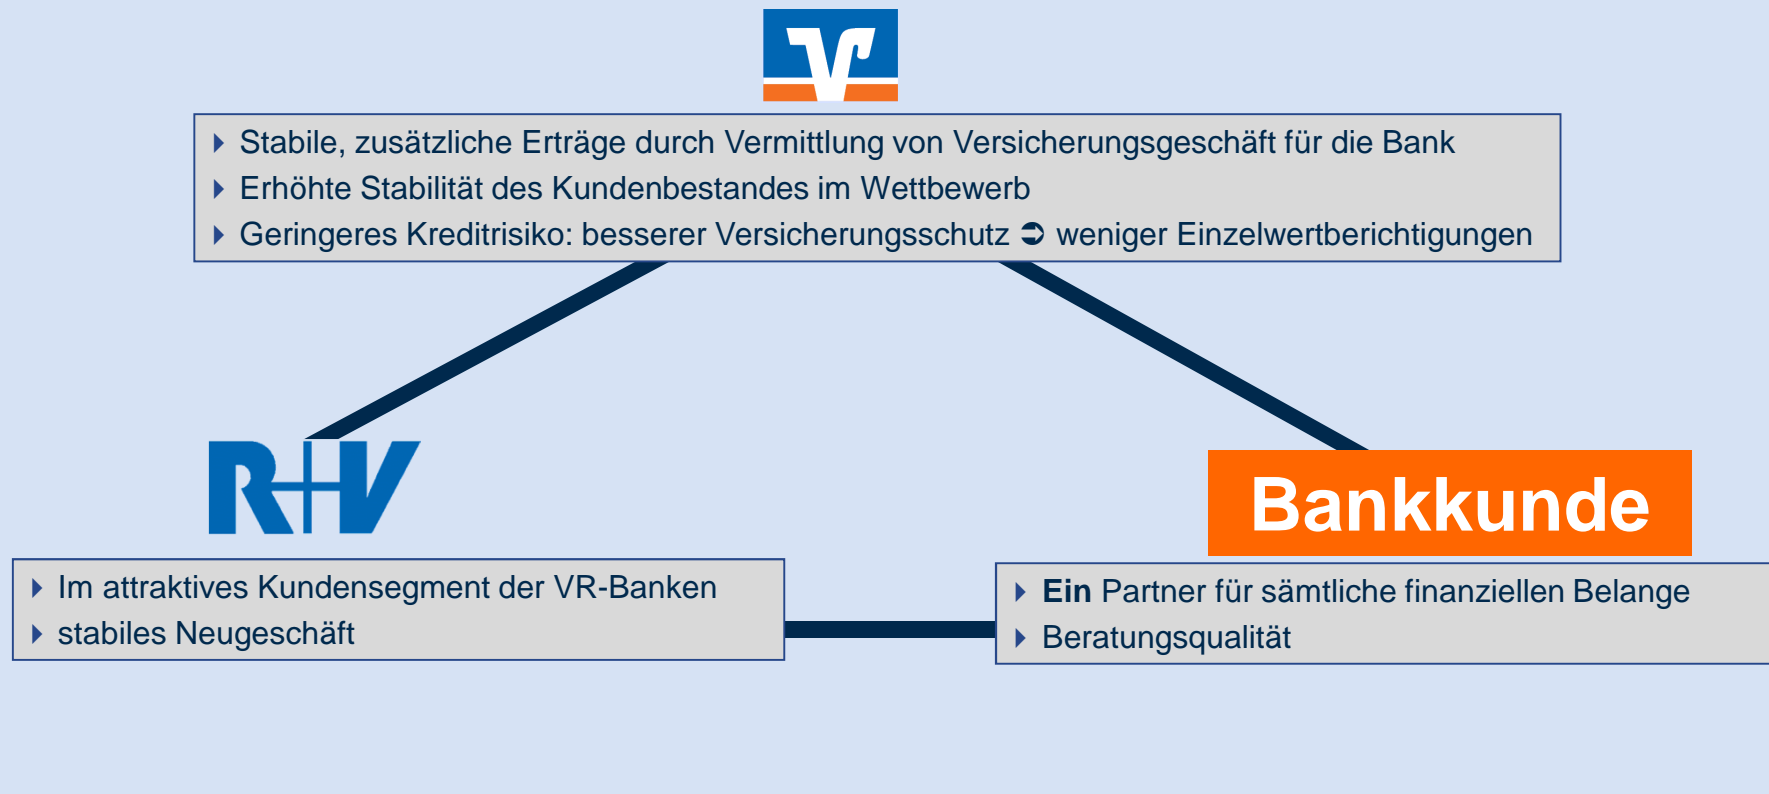 Stabile, zusätzliche Erträge durch Vermittlung von Versicherungsgeschäft für die Bank
Erhöhte Stabilität des Kundenbestandes im Wettbewerb
Geringeres Kreditrisiko: besserer Versicherungsschutz ➲ weniger Einzelwertberichtigungen
R+V
Im attraktives Kundensegment der VR-Banken
stabiles Neugeschäft
Bankkunde
Ein Partner für sämtliche finanziellen Belange
Beratungsqualität